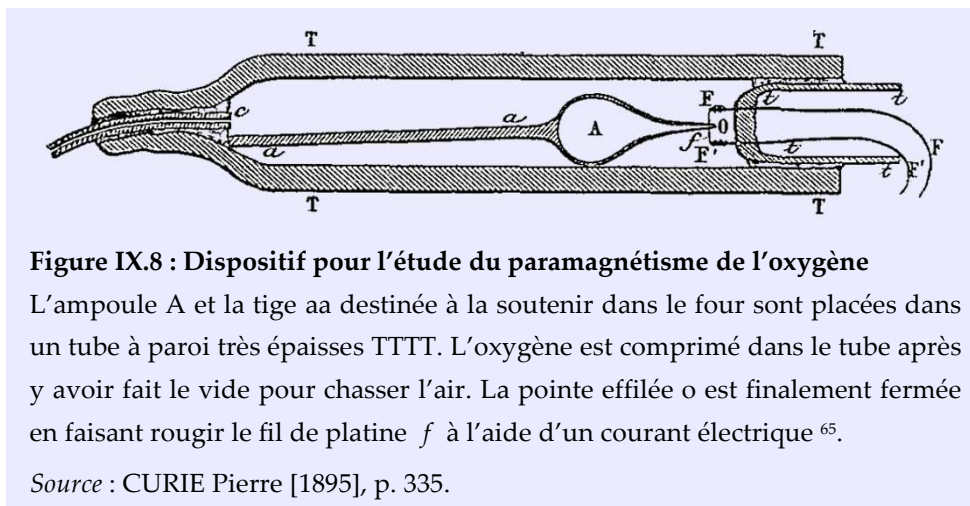 T T
F t t
c
a A O
a f F
F' t t F'
T T
Figure IX.8 : Dispositif pour l'étude du paramagnétisme de l'oxygène
L'ampoule A et la tige aa destinée à la soutenir dans le four sont placées dans
un tube à paroi très épaisses TTTT. L'oxygène est comprimé dans le tube après
y avoir fait le vide pour chasser l'air. La pointe effilée o est finalement fermée
en faisant rougir le fil de platine f à l'aide d'un courant électrique ⁶⁵.
Source : CURIE Pierre [1895], p. 335.